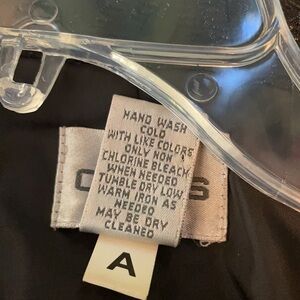 HAND WASH
COLD
WITH LIKE COLORS
ONLY NON
CHLORINE BLEACH
WHEN NEEDED
TUMBLE DRY LOW
WARM IRON AS
NEEDED
MAY BE DRY
CLEANED
A